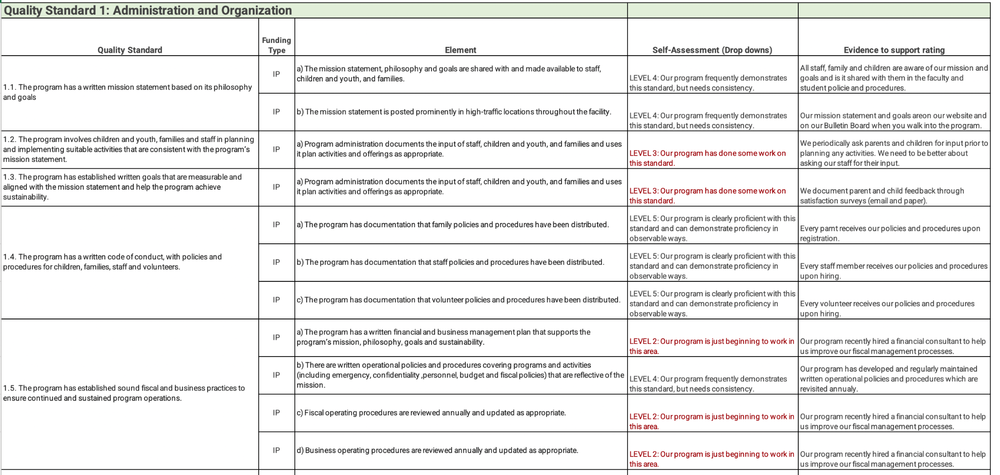 Quality Standard 1: Administration and Organization
Quality Standard
Funding
Type
Element
Self-Assessment (Drop downs)
Evidence to support rating
1.1. The program has a written mission statement based on its philosophy
and goals
IP
a) The mission statement, philosophy and goals are shared with and made available to staff,
children and youth, and families.
LEVEL 4: Our program frequently demonstrates
this standard, but needs consistency.
All staff, family and children are aware of our mission and
goals and is it shared with them in the faculty and
student policie and procedures.
IP
b) The mission statement is posted prominently in high-traffic locations throughout the facility.
LEVEL 4: Our program frequently demonstrates
this standard, but needs consistency.
Our mission statement and goals areon our website and
on our Bulletin Board when you walk into the program.
1.2. The program involves children and youth, families and staff in planning
and implementing suitable activities that are consistent with the program's
mission statement.
IP
a) Program administration documents the input of staff, children and youth, and families and uses
it plan activities and offerings as appropriate.
LEVEL 3: Our program has done some work on
this standard.
We periodically ask parents and children for input prior to
planning any activities. We need to be better about
asking our staff for their input.
1.3. The program has established written goals that are measurable and
aligned with the mission statement and help the program achieve
sustainability.
IP
a) Program administration documents the input of staff, children and youth, and families and uses
it plan activities and offerings as appropriate.
LEVEL 3: Our program has done some work on
this standard.
We document parent and child feedback through
satisfaction surveys (email and paper).
1.4. The program has a written code of conduct, with policies and
procedures for children, families, staff and volunteers.
IP
a) The program has documentation that family policies and procedures have been distributed.
LEVEL 5: Our program is clearly proficient with this
standard and can demonstrate proficiency in
observable ways.
Every parnt receives our policies and procedures upon
registration.
IP
b) The program has documentation that staff policies and procedures have been distributed.
LEVEL 5: Our program is clearly proficient with this
standard and can demonstrate proficiency in
observable ways.
Every staff member receives our policies and procedures
upon hiring.
IP
c) The program has documentation that volunteer policies and procedures have been distributed.
LEVEL 5: Our program is clearly proficient with this
standard and can demonstrate proficiency in
observable ways.
Every volunteer receives our policies and procedures
upon hiring.
1.5. The program has established sound fiscal and business practices to
ensure continued and sustained program operations.
IP
a) The program has a written financial and business management plan that supports the
program's mission, philosophy, goals and sustainability.
LEVEL 2: Our program is just beginning to work in
this area.
Our program recently hired a financial consultant to help
us improve our fiscal management processes.
IP
b) There are written operational policies and procedures covering programs and activities
(including emergency, confidentiality ,personnel, budget and fiscal policies) that are reflective of the
mission.
LEVEL 4: Our program frequently demonstrates
this standard, but needs consistency.
Our program has developed and regularly maintained
written operational policies and procedures which are
revisited annualy.
IP
c) Fiscal operating procedures are reviewed annually and updated as appropriate.
LEVEL 2: Our program is just beginning to work in
this area.
Our program recently hired a financial consultant to help
us improve our fiscal management processes.
IP
d) Business operating procedures are reviewed annually and updated as appropriate.
LEVEL 2: Our program is just beginning to work in
this area.
Our program recently hired a financial consultant to help
us improve our fiscal management processes.